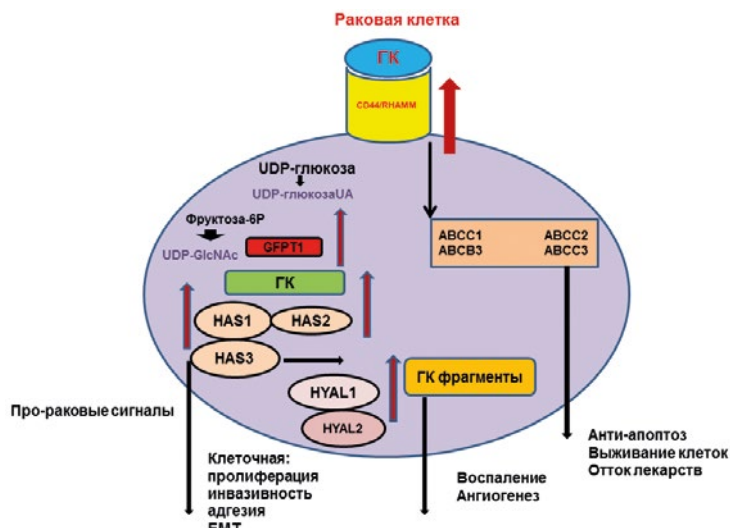 Раковая клетка
ГК
CD44/RHAMM
UDP-глюкоза
UDP-глюкозаUA
Фруктоза-6P
UDP-GlcNAc
GFPT1
ГК
ABCC1 ABCC2
ABCB3 ABCC3
HAS1
HAS2
HAS3
HYAL1
HYAL2
ГК фрагменты
Про-раковые сигналы
Клеточная:
пролиферация
инвазивность
адгезия
ЕМТ
Воспаление
Ангиогенез
Анти-апоптоз
Выживание клеток
Отток лекарств